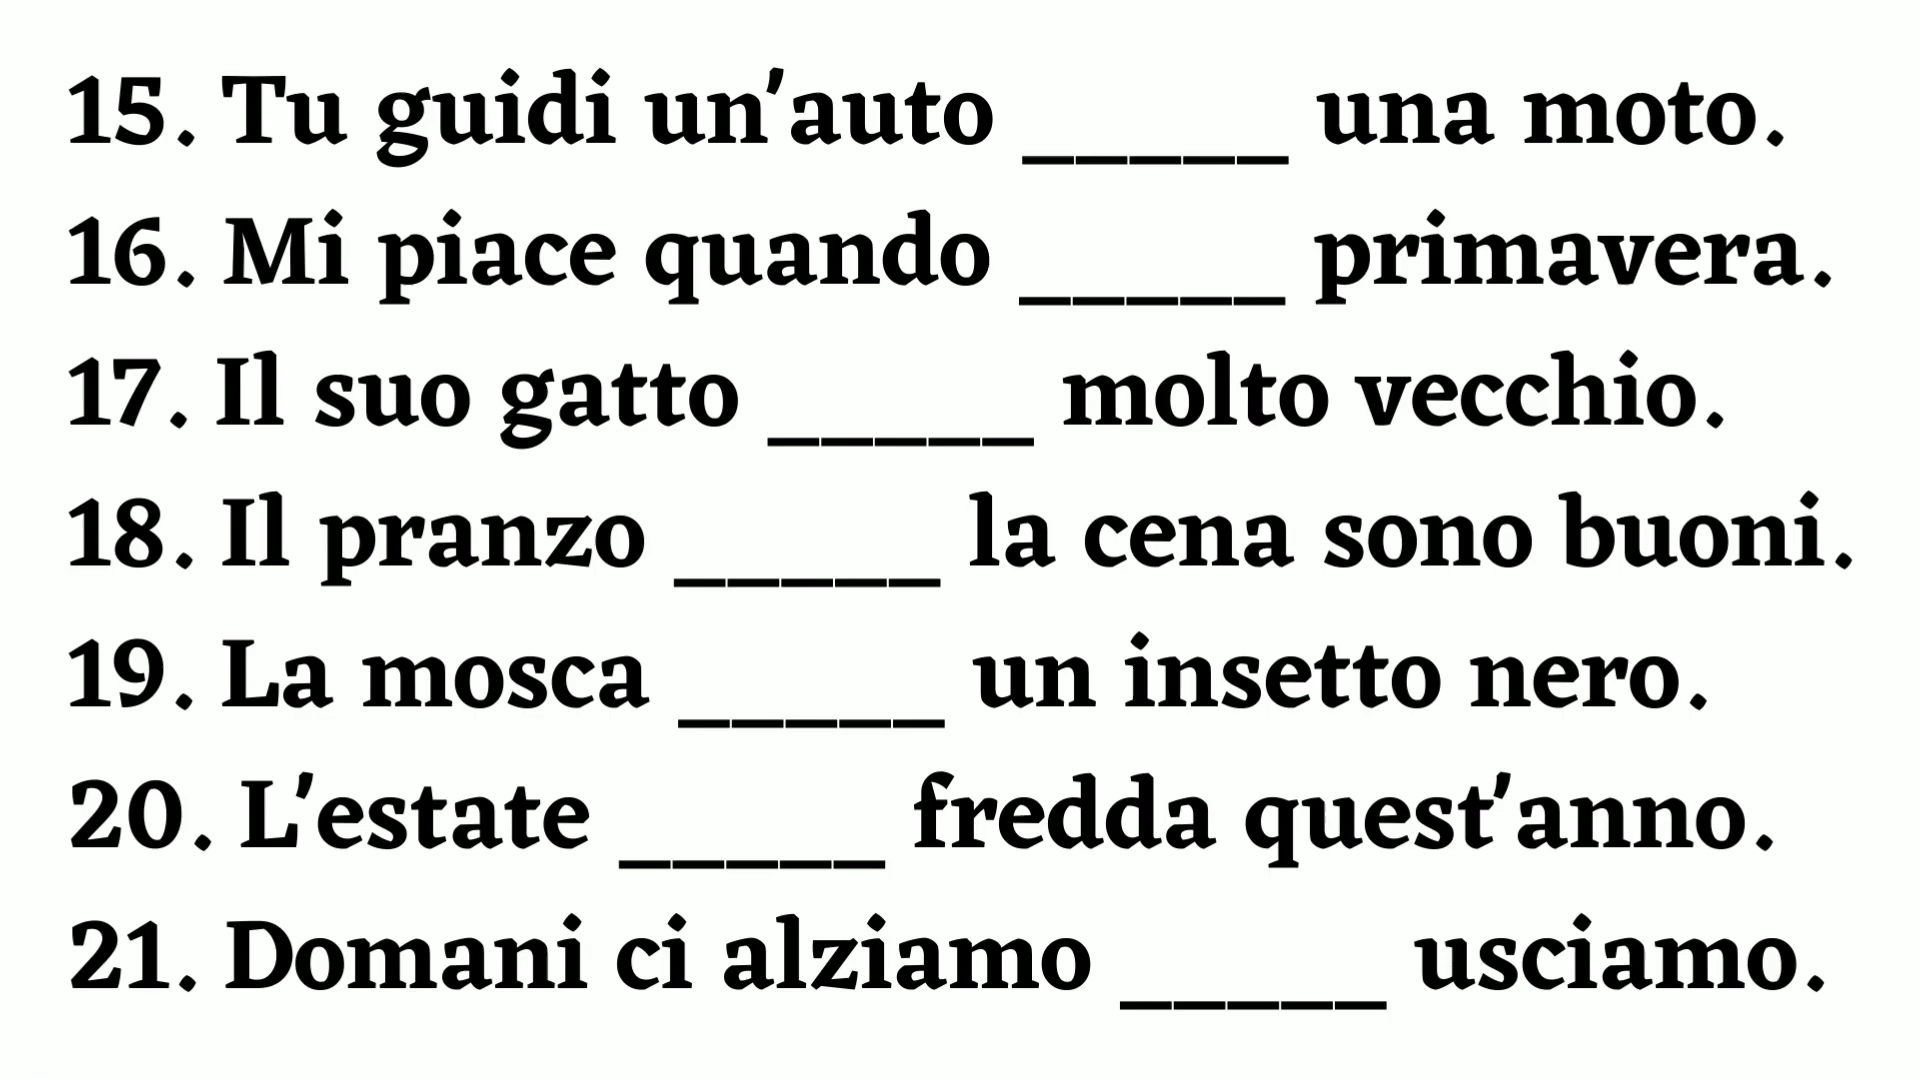 15. Tu guidi un'auto _____ una moto.
16. Mi piace quando _____ primavera.
17. Il suo gatto _____ molto vecchio.
18. Il pranzo _____ la cena sono buoni.
19. La mosca _____ un insetto nero.
20. L'estate _____ fredda quest'anno.
21. Domani ci alziamo _____ usciamo.